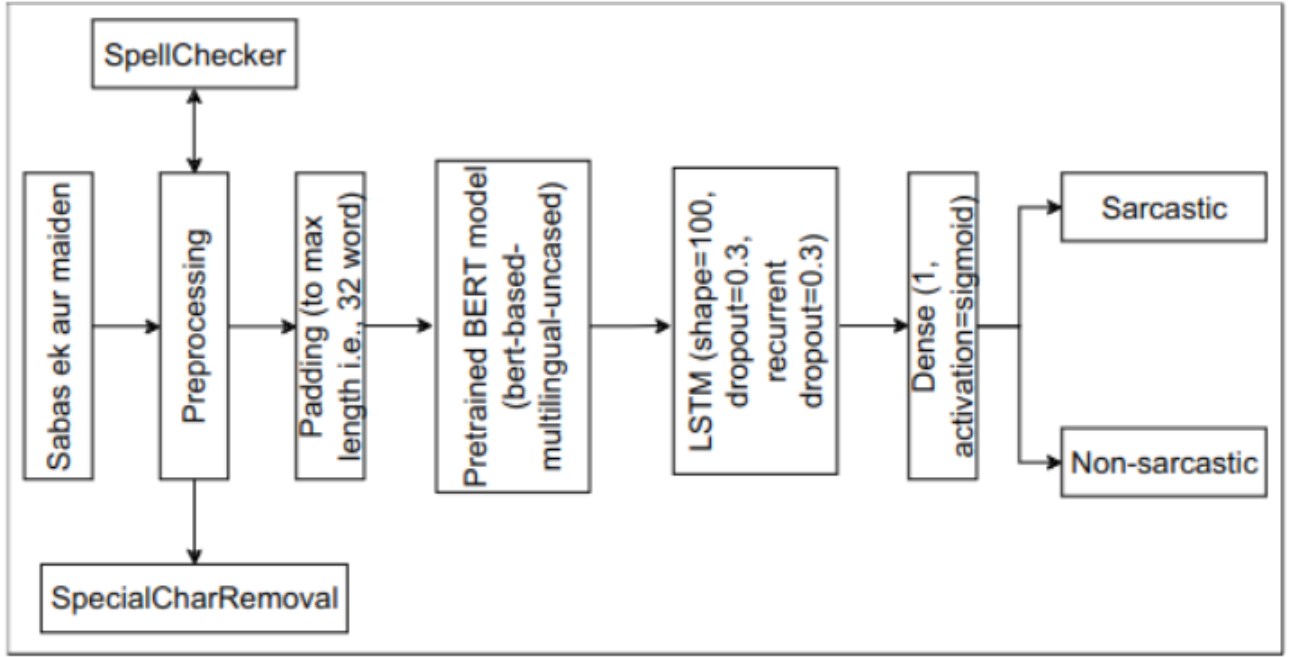 SpellChecker
Sabas ek aur maiden
Preprocessing
Padding (to max
length i.e., 32 word)
Pretrained BERT model
(bert-based-
multilingual-uncased)
LSTM (shape=100,
dropout=0.3,
recurrent
dropout=0.3)
Dense (1,
activation=sigmoid)
Sarcastic
Non-sarcastic
SpecialCharRemoval